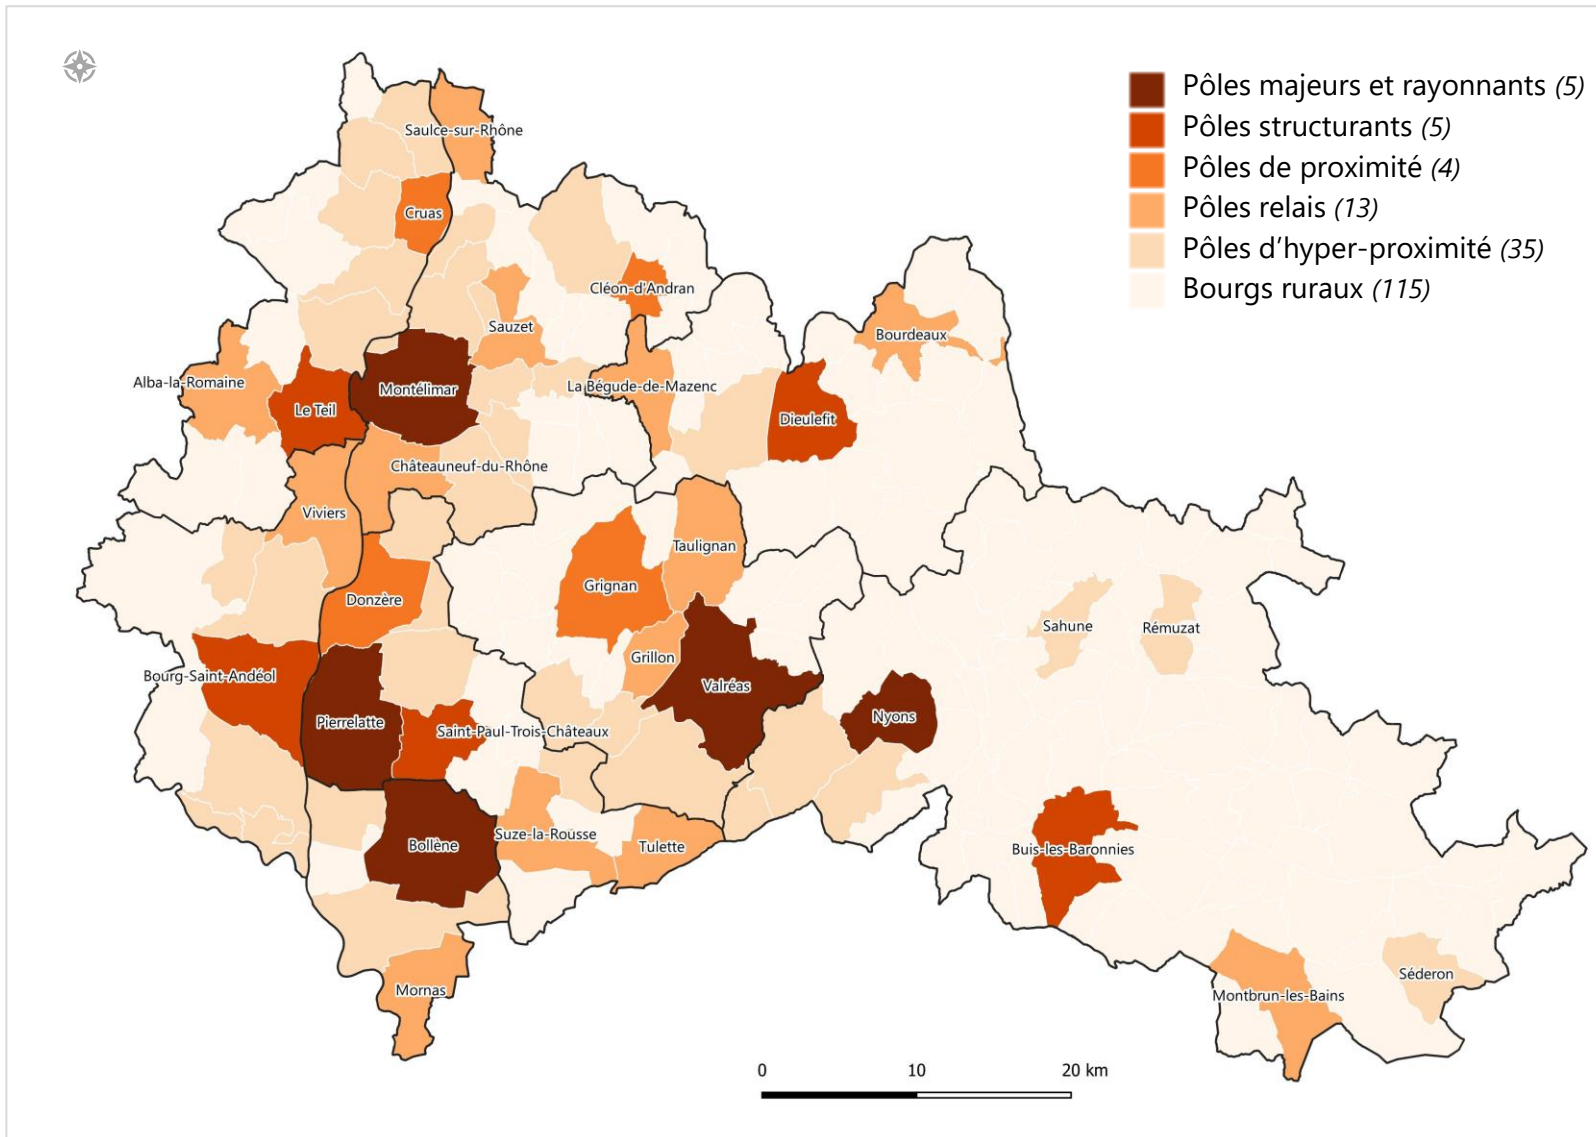 Pôles majeurs et rayonnants (5)
Pôles structurants (5)
Pôles de proximité (4)
Pôles relais (13)
Pôles d'hyper-proximité (35)
Bourgs ruraux (115)
Saulce-sur-Rhône
Cruas
Cléon-d'Andran
Sauzet
Bourdeaux
Alba-la-Romaine
Montélimar
La Bégude-de-Mazenc
Le Teil
Dieulefit
Châteauneuf-du-Rhône
Viviers
Taulignan
Grignan
Donzère
Sahune
Rémuzat
Grillon
Bourg-Saint-Andéol
Valréas
Nyons
Pierrelatte
Saint-Paul-Trois-Châteaux
Suze-la-Rousse
Bollène
Tulette
Buis-les-Baronnies
Séderon
Mornas
Montbrun-les-Bains
0 10 20 km